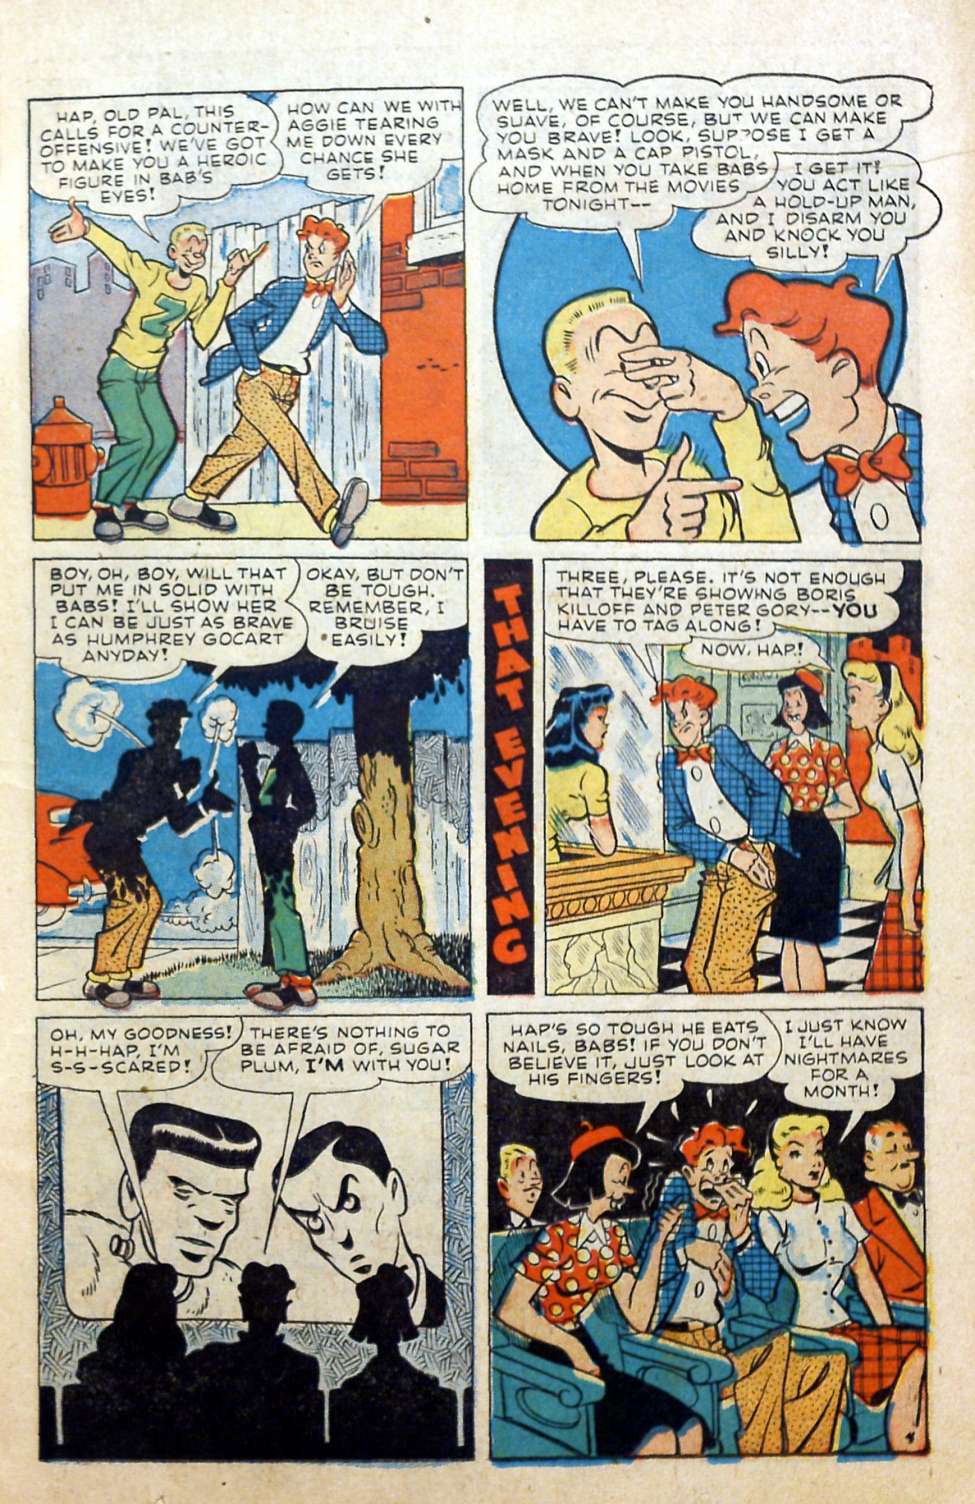 HAP, OLD PAL, THIS
CALLS FOR A COUNTER-
OFFENSIVE! WE'VE GOT
TO MAKE YOU A HEROIC
FIGURE IN BAB'S
EYES!
HOW CAN WE WITH
AGGIE TEARING
ME DOWN EVERY
CHANCE SHE
GETS!
Z
WELL, WE CAN'T MAKE YOU HANDSOME OR
SUAVE, OF COURSE, BUT WE CAN MAKE
YOU BRAVE! LOOK, SUPPOSE I GET A
MASK AND A CAP PISTOL,
AND WHEN YOU TAKE BABS
HOME FROM THE MOVIES
TONIGHT--
I GET IT!
YOU ACT LIKE
A HOLD-UP MAN,
AND I DISARM YOU
AND KNOCK YOU
SILLY!
BOY, OH, BOY, WILL THAT
PUT ME IN SOLID WITH
BABS! I'LL SHOW HER
I CAN BE JUST AS BRAVE
AS HUMPHREY GOCART
ANYDAY!
OKAY, BUT DON'T
BE TOUGH.
REMEMBER, I
BRUISE
EASILY!
THAT EVENING
THREE, PLEASE. IT'S NOT ENOUGH
THAT THEY'RE SHOWNG BORIS
KILLOFF AND PETER GORY--YOU
HAVE TO TAG ALONG!
NOW, HAP!
OH, MY GOODNESS!
H-H-HAP, I'M
S-S-SCARED!
THERE'S NOTHING TO
BE AFRAID OF, SUGAR
PLUM, I'M WITH YOU!
HAP'S SO TOUGH HE EATS
NAILS, BABS! IF YOU DON'T
BELIEVE IT, JUST LOOK AT
HIS FINGERS!
I JUST KNOW
I'LL HAVE
NIGHTMARES
FOR A
MONTH!
4